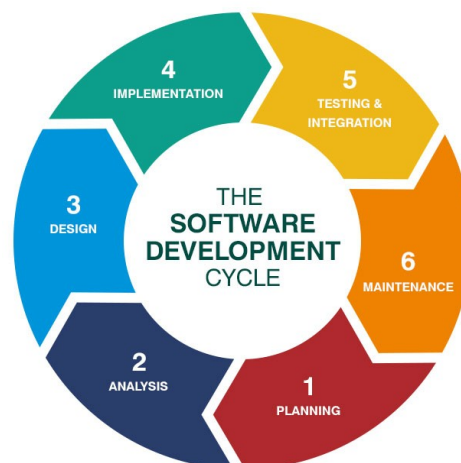 THE
SOFTWARE
DEVELOPMENT
CYCLE
1
PLANNING
2
ANALYSIS
3
DESIGN
4
IMPLEMENTATION
5
TESTING &
INTEGRATION
6
MAINTENANCE